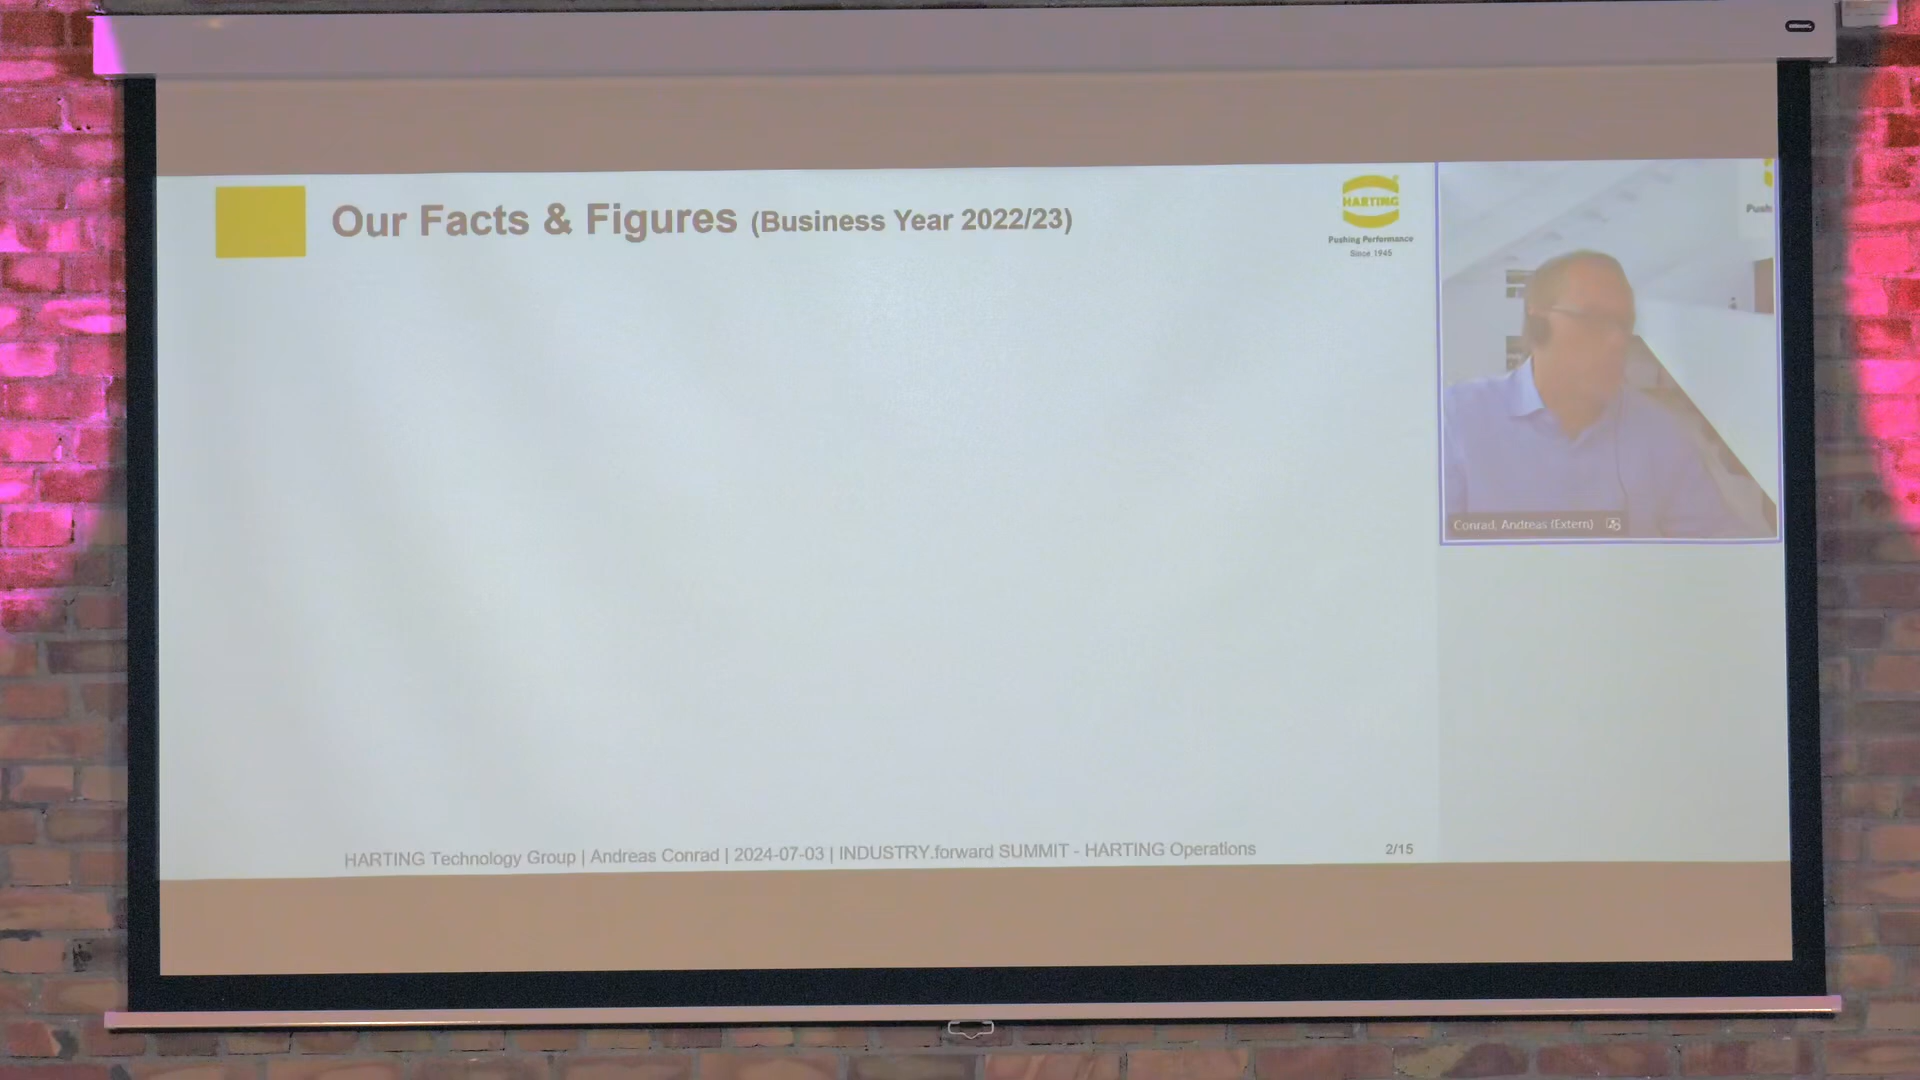 Our Facts & Figures (Business Year 2022/23)
HARTING
Pushing Performance
Since 1945
Push
Conrad, Andreas (Extern)
HARTING Technology Group | Andreas Conrad | 2024-07-03 | INDUSTRY.forward SUMMIT - HARTING Operations
2/15